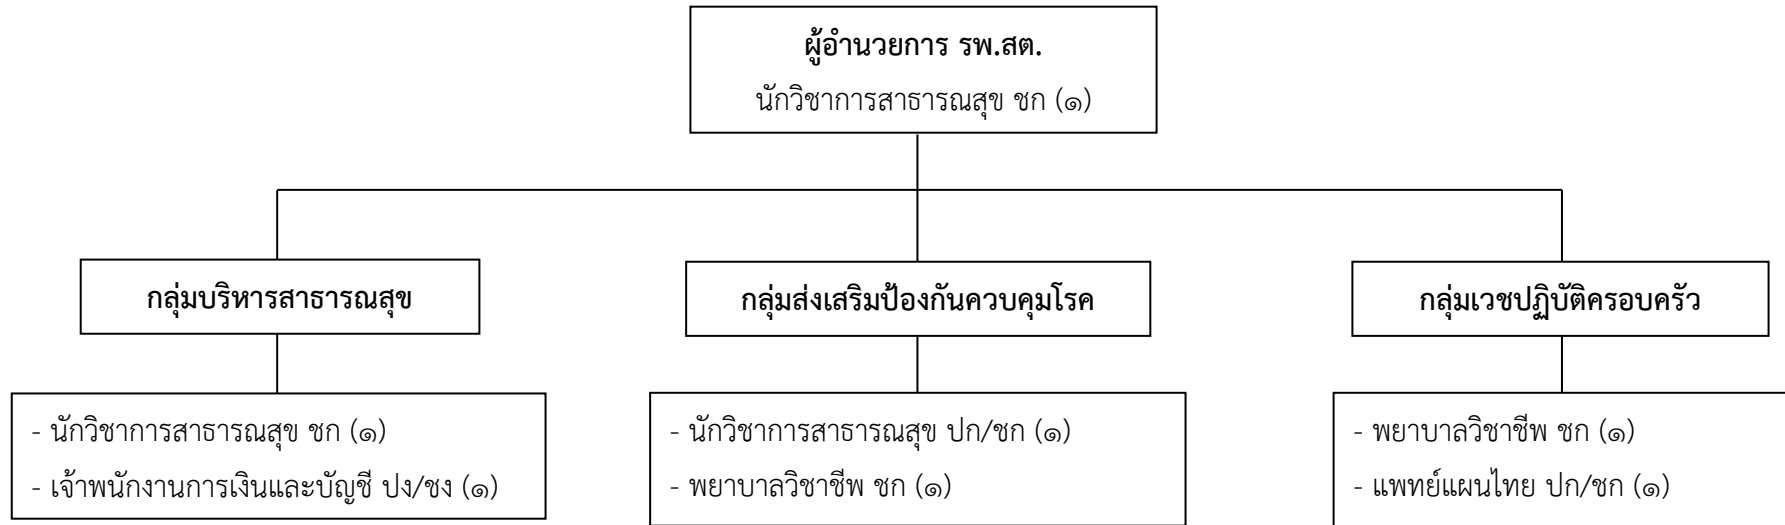 ผู้อำนวยการ รพ.สต.
นักวิชาการสาธารณสุข ชก (๑)
กลุ่มบริหารสาธารณสุข
- นักวิชาการสาธารณสุข ชก (๑)
- เจ้าพนักงานการเงินและบัญชี ปง/ชง (๑)
กลุ่มส่งเสริมป้องกันควบคุมโรค
- นักวิชาการสาธารณสุข ปก/ชก (๑)
- พยาบาลวิชาชีพ ชก (๑)
กลุ่มเวชปฏิบัติครอบครัว
- พยาบาลวิชาชีพ ชก (๑)
- แพทย์แผนไทย ปก/ชก (๑)